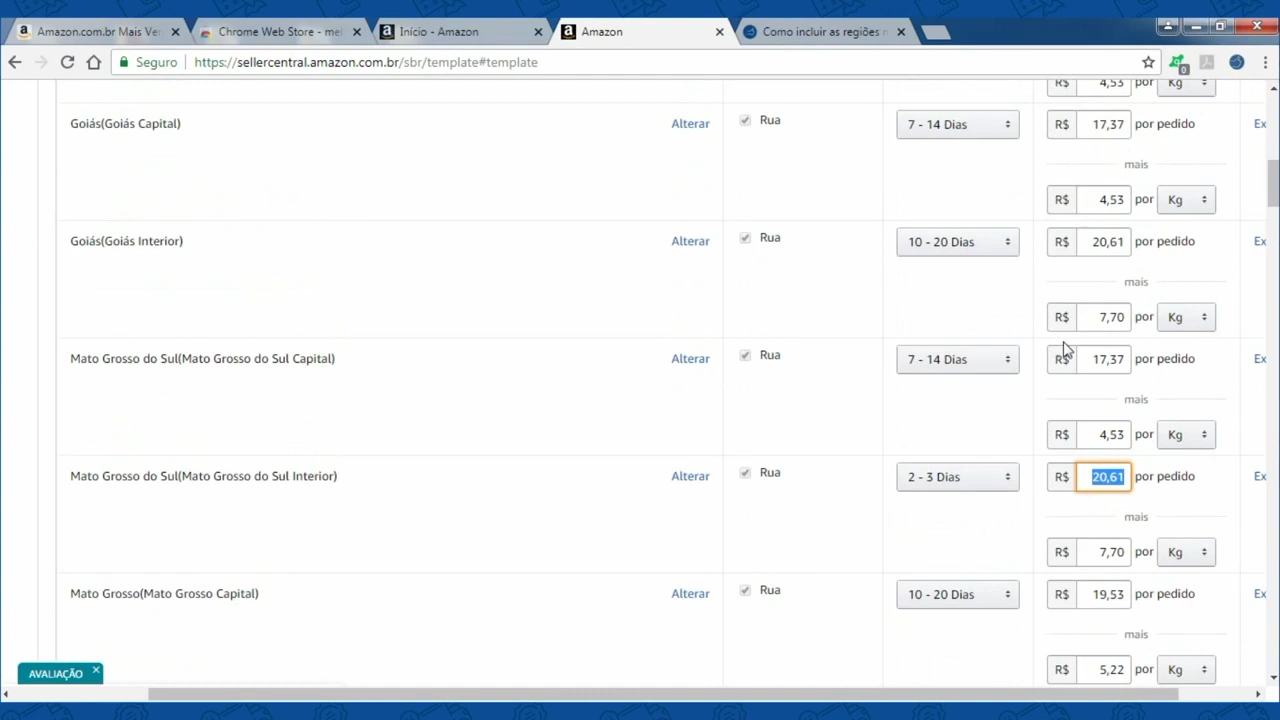 Amazon.com.br Mais Ve
Chrome Web Store - mel
Início - Amazon
Amazon
Como incluir as regiões n
Seguro
https://sellercentral.amazon.com.br/sbr/template#template
0
R$ 4,53 por Kg
Goiás(Goiás Capital) Alterar Rua 7 - 14 Dias R$ 17,37 por pedido Ex
mais
R$ 4,53 por Kg
Goiás(Goiás Interior) Alterar Rua 10 - 20 Dias R$ 20,61 por pedido Ex
mais
R$ 7,70 por Kg
Mato Grosso do Sul(Mato Grosso do Sul Capital) Alterar Rua 7 - 14 Dias R$ 17,37 por pedido Ex
mais
R$ 4,53 por Kg
Mato Grosso do Sul(Mato Grosso do Sul Interior) Alterar Rua 2 - 3 Dias R$ 20,61 por pedido Ex
mais
R$ 7,70 por Kg
Mato Grosso(Mato Grosso Capital) Alterar Rua 10 - 20 Dias R$ 19,53 por pedido Ex
mais
R$ 5,22 por Kg
AVALIAÇÃO